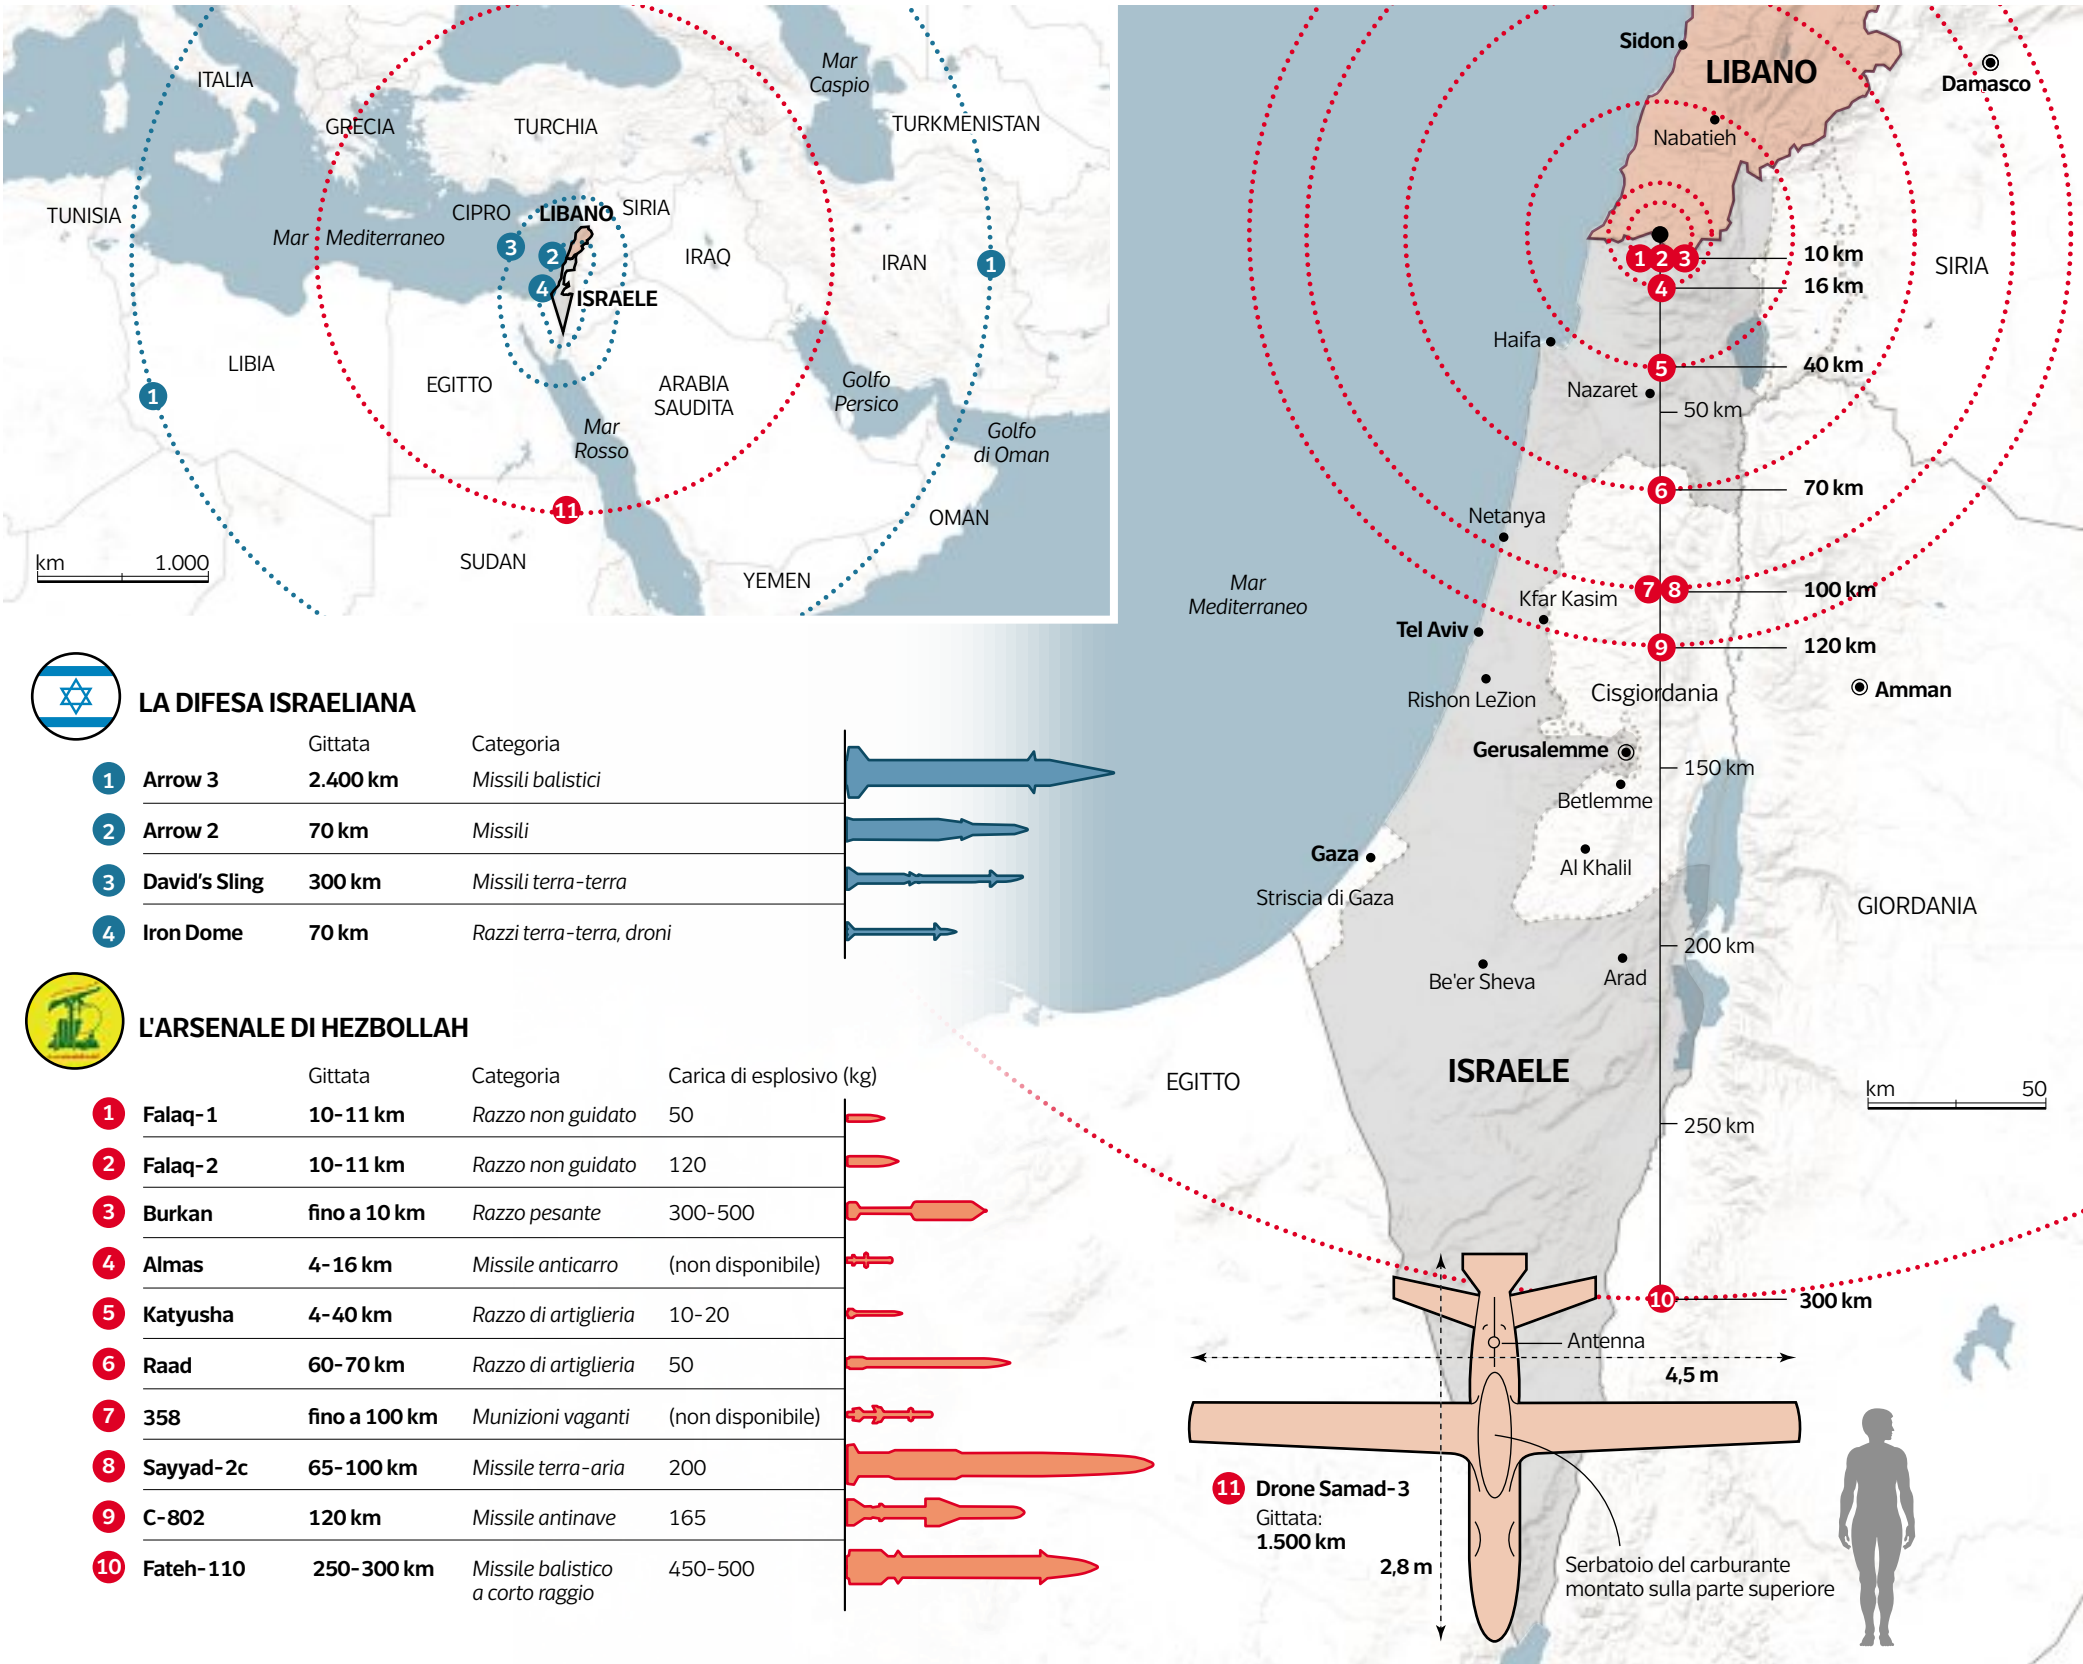 ITALIA
GRECIA
TURCHIA
Mar
Caspio
TURKMENISTAN
TUNISIA
Mar Mediterraneo
CIPRO
LIBANO
SIRIA
3
2
4
ISRAELE
IRAQ
IRAN
1
LIBIA
1
EGITTO
ARABIA
SAUDITA
Golfo
Persico
Mar
Rosso
Golfo
di Oman
11
OMAN
SUDAN
YEMEN
km 1.000
Sidon
LIBANO
Damasco
Nabatieh
1 2 3
10 km
SIRIA
4
16 km
Haifa
5
40 km
Nazaret
50 km
6
70 km
Netanya
Mar
Mediterraneo
7 8
100 km
Kfar Kasim
Tel Aviv
9
120 km
Rishon LeZion
Cisgiordania
Amman
Gerusalemme
150 km
Betlemme
Gaza
Al Khalil
Striscia di Gaza
GIORDANIA
200 km
Be'er Sheva
Arad
EGITTO
ISRAELE
km 50
250 km
10
300 km
LA DIFESA ISRAELIANA
Gittata Categoria
1 Arrow 3 2.400 km Missili balistici
2 Arrow 2 70 km Missili
3 David's Sling 300 km Missili terra-terra
4 Iron Dome 70 km Razzi terra-terra, droni
L'ARSENALE DI HEZBOLLAH
Gittata Categoria Carica di esplosivo (kg)
1 Falaq-1 10-11 km Razzo non guidato 50
2 Falaq-2 10-11 km Razzo non guidato 120
3 Burkan fino a 10 km Razzo pesante 300-500
4 Almas 4-16 km Missile anticarro (non disponibile)
5 Katyusha 4-40 km Razzo di artiglieria 10-20
6 Raad 60-70 km Razzo di artiglieria 50
7 358 fino a 100 km Munizioni vaganti (non disponibile)
8 Sayyad-2c 65-100 km Missile terra-aria 200
9 C-802 120 km Missile antinave 165
10 Fateh-110 250-300 km Missile balistico 450-500
a corto raggio
Antenna
4,5 m
11 Drone Samad-3
Gittata:
1.500 km
2,8 m
Serbatoio del carburante
montato sulla parte superiore